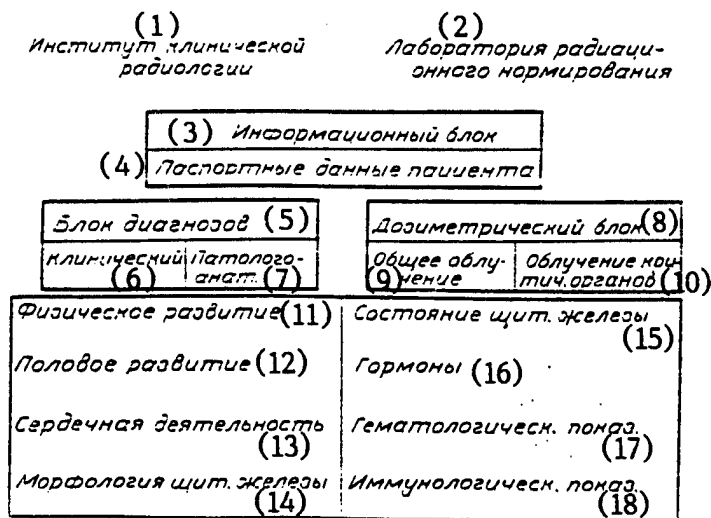 (1) (2)
Институт клинической Лаборатория радиаци-
радиологии онного нормирования
(3) Информационный блок
(4) Паспортные данные пациента
Блок диагнозов (5) Дозиметрический блок (8)
клинический Патолого- Общее облу- Облучение кри
(6) анат. (7) (9) чение тич. органов (10)
Физическое развитие (11) Состояние щит. железы
(15)
Половое развитие (12) Гормоны (16)
Сердечная деятельность Гематологическ. показ.
(13) (17)
Морфология щит. железы Иммунологическ. показ.
(14) (18)